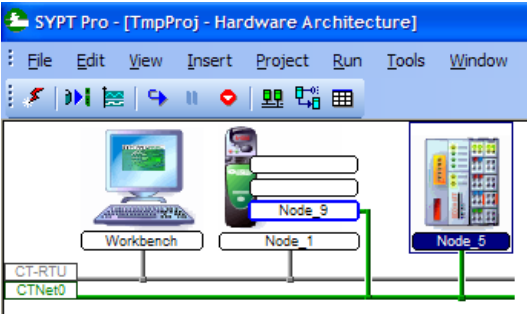 SYPT Pro - [TmpProj - Hardware Architecture]
File Edit View Insert Project Run Tools Window
Node_9
Workbench Node_1 Node_5
CT-RTU
CTNet0